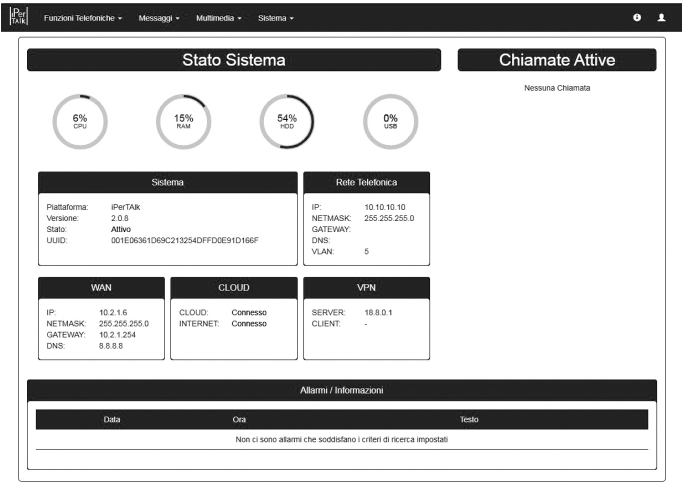 iPer
TAlk
Funzioni Telefoniche
Messaggi
Multimedia
Sistema
Stato Sistema
Chiamate Attive
Nessuna Chiamata
6%
CPU
15%
RAM
54%
HDD
0%
USB
Sistema
Piattaforma: iPerTAlk
Versione: 2.0.8
Stato: Attivo
UUID: 001E06361D69C213254DFFD0E91D166F
Rete Telefonica
IP: 10.10.10.10
NETMASK: 255.255.255.0
GATEWAY:
DNS:
VLAN: 5
WAN
IP: 10.2.1.6
NETMASK: 255.255.255.0
GATEWAY: 10.2.1.254
DNS: 8.8.8.8
CLOUD
CLOUD: Connesso
INTERNET: Connesso
VPN
SERVER: 18.8.0.1
CLIENT: -
Allarmi / Informazioni
Data Ora Testo
Non ci sono allarmi che soddisfano i criteri di ricerca impostati